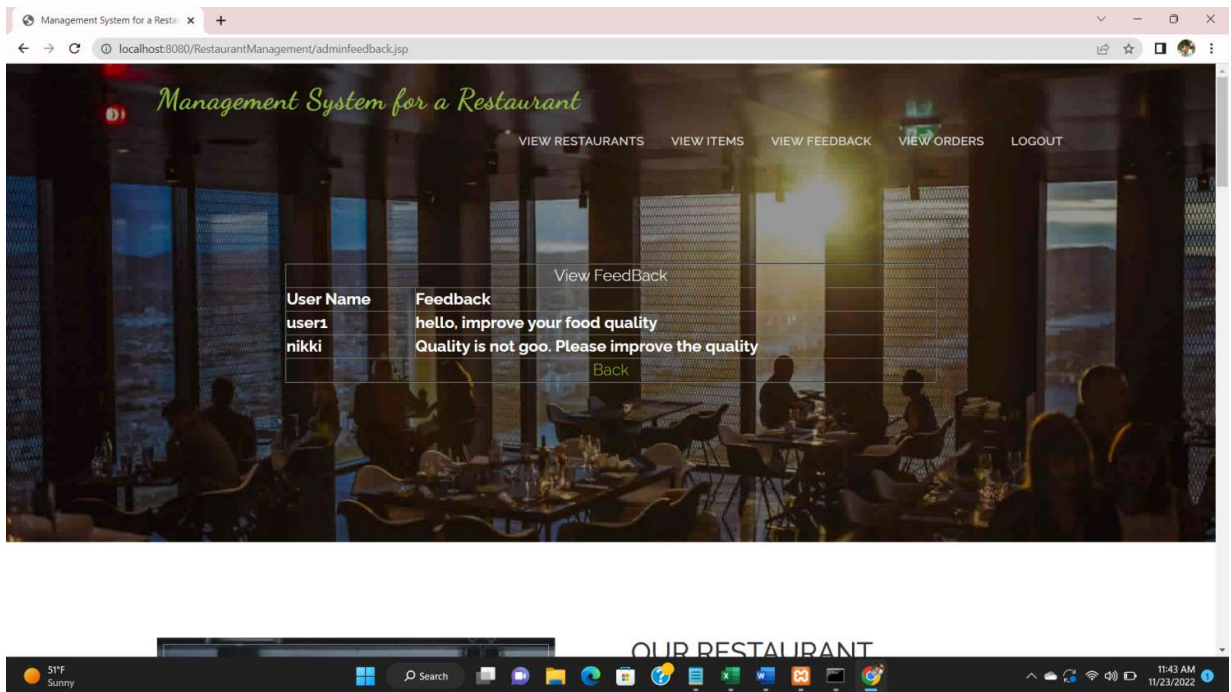 Management System for a Resta
localhost:8080/RestaurantManagement/adminfeedback.jsp
Management System for a Restaurant
VIEW RESTAURANTS VIEW ITEMS VIEW FEEDBACK VIEW ORDERS LOGOUT
View FeedBack
User Name Feedback
user1 hello, improve your food quality
nikki Quality is not goo. Please improve the quality
Back
OUR RESTAURANT
51°F
Sunny
Search
11:43 AM
11/23/2022
1